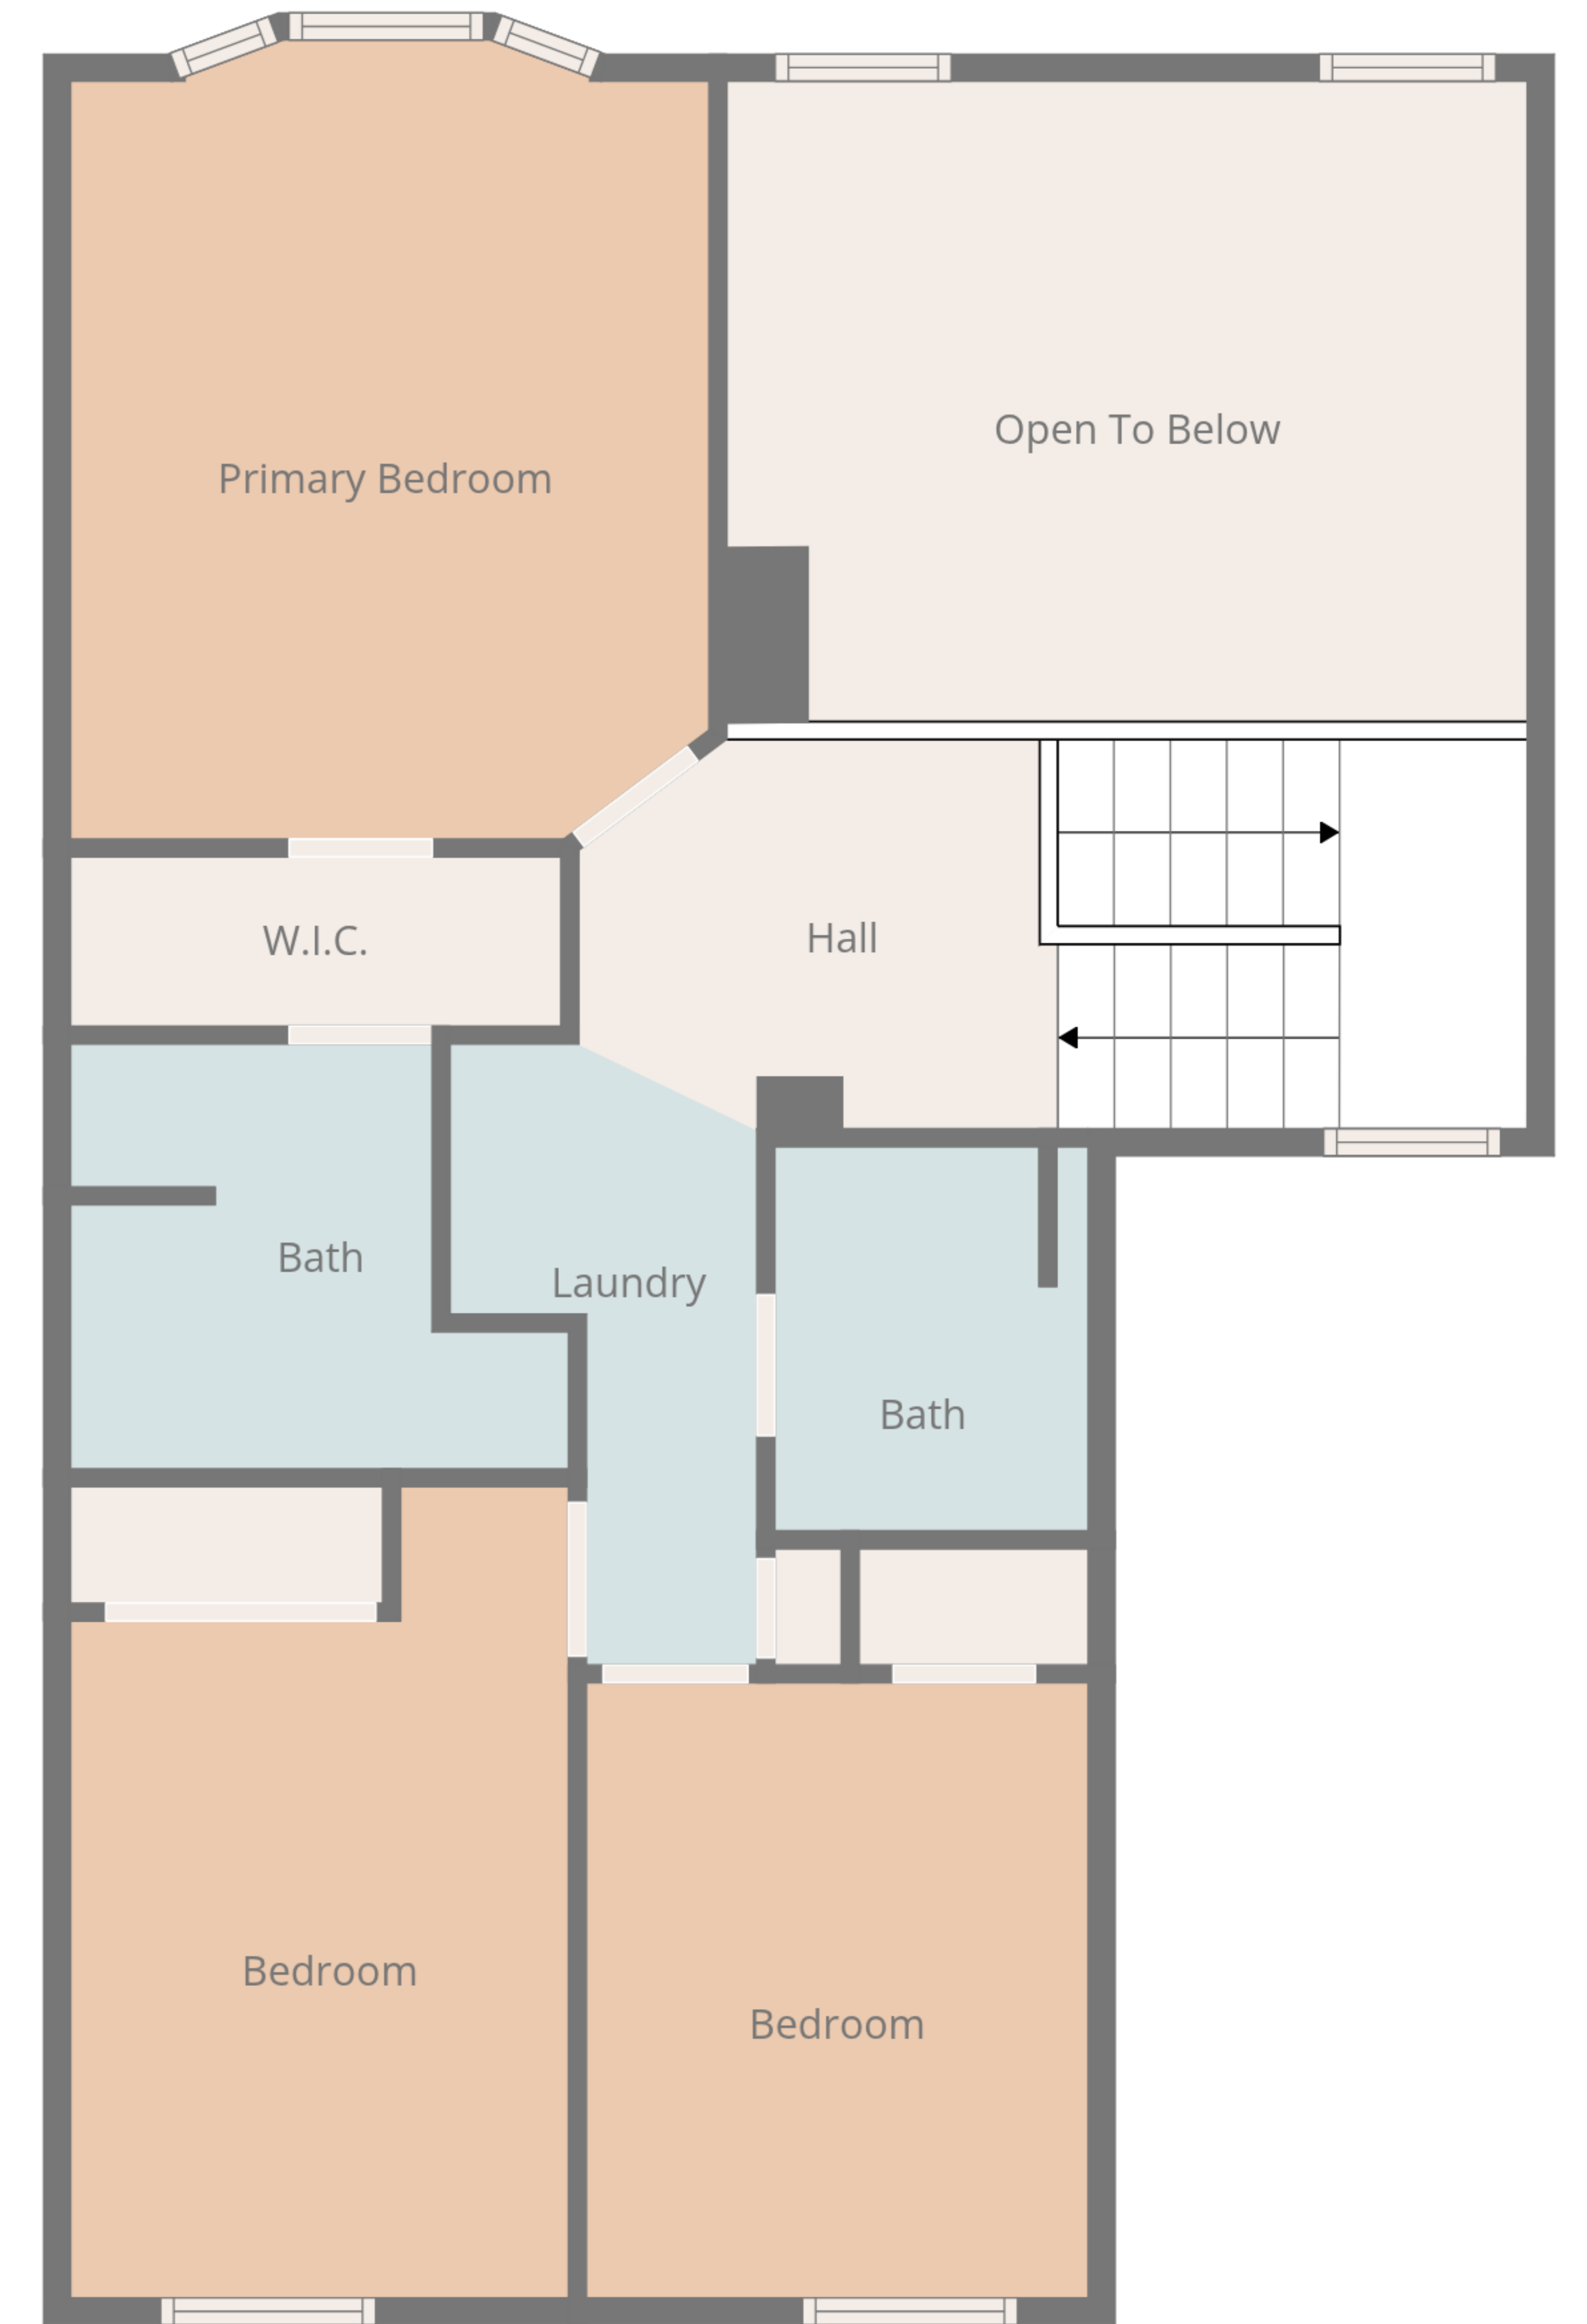 Open To Below
Primary Bedroom
Hall
W.I.C.
Bath
Laundry
Bath
Bedroom
Bedroom